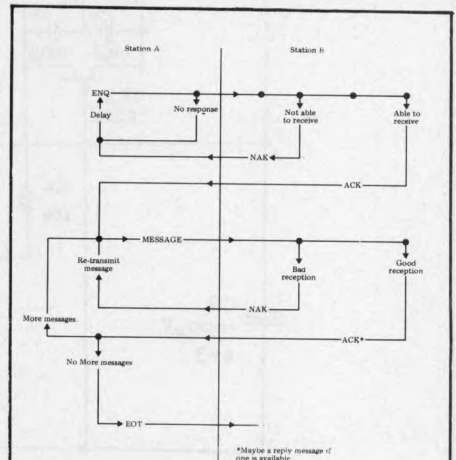 Station A Station B
ENQ
Delay
No response
Not able
to receive
Able to
receive
NAK
ACK
MESSAGE
Re-transmit
message
Bad
reception
Good
reception
NAK
More messages
ACK*
No More messages
EOT
*Maybe a reply message if
one is available